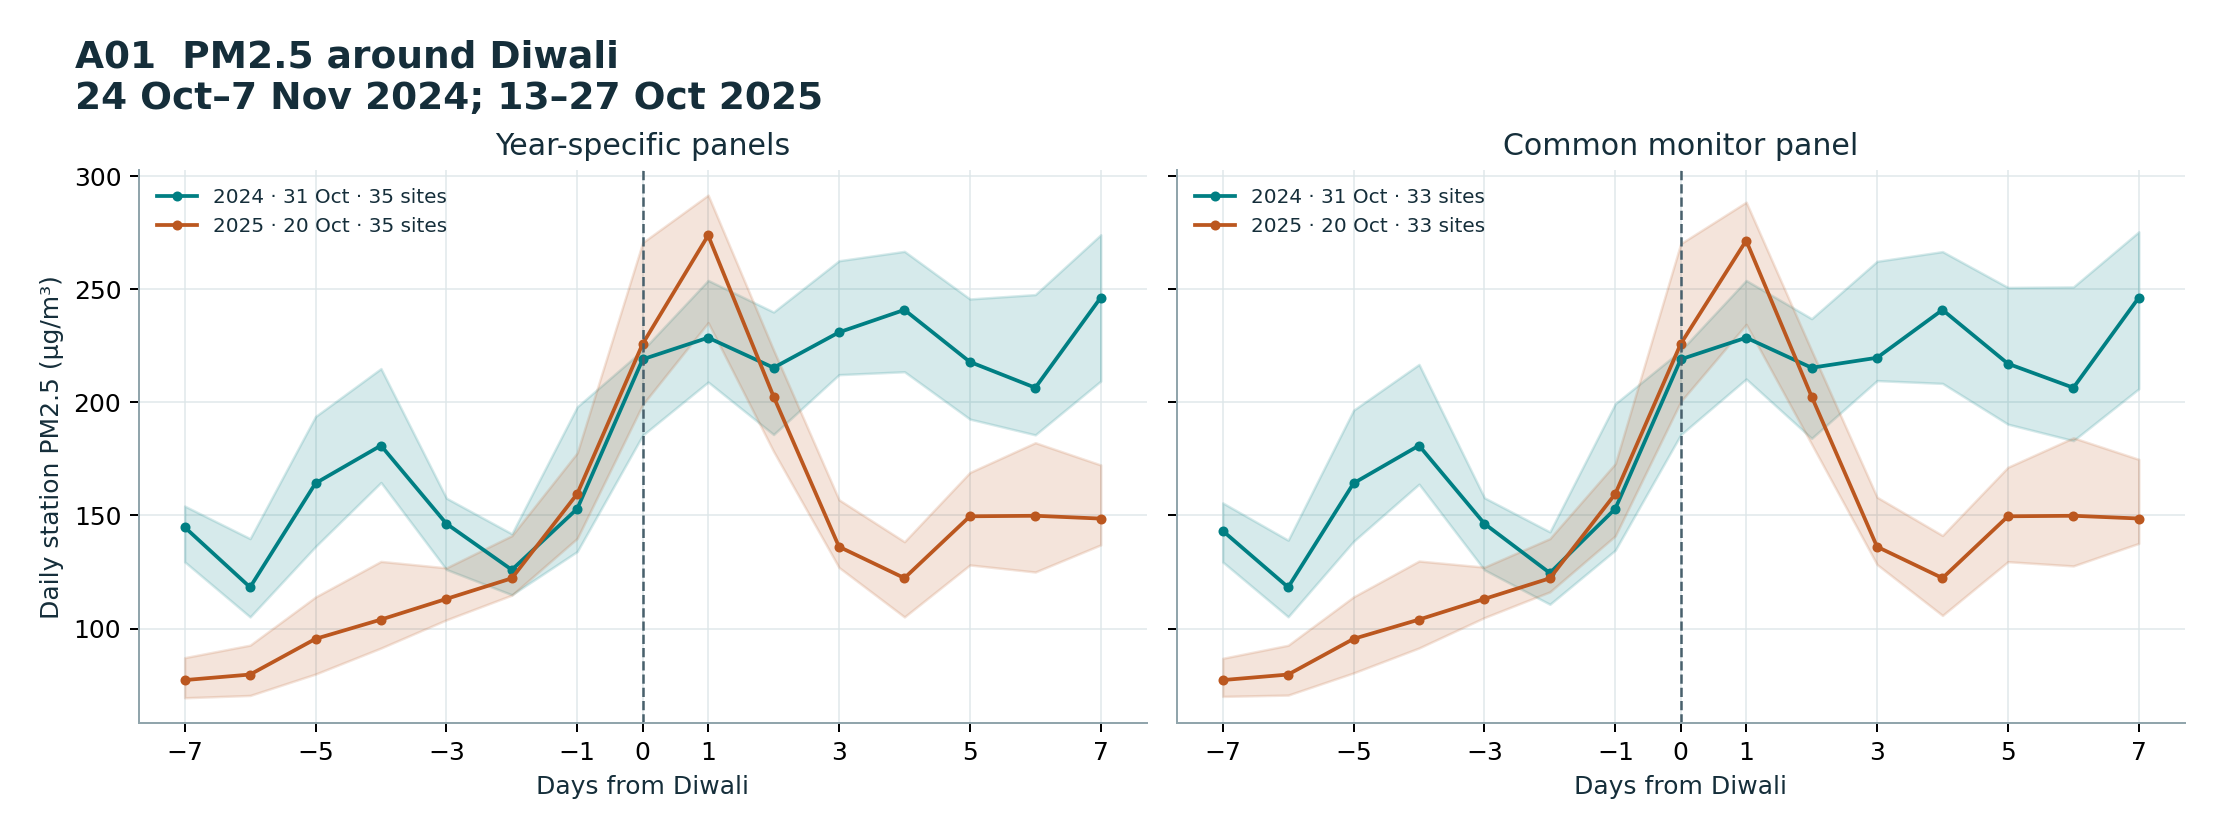 A01  PM2.5 around Diwali
24 Oct–7 Nov 2024; 13–27 Oct 2025
Year-specific panels
Daily station PM2.5 (µg/m³)
300
250
200
150
100
2024 · 31 Oct · 35 sites
2025 · 20 Oct · 35 sites
−7 −5 −3 −1 0 1 3 5 7
Days from Diwali
Common monitor panel
2024 · 31 Oct · 33 sites
2025 · 20 Oct · 33 sites
−7 −5 −3 −1 0 1 3 5 7
Days from Diwali